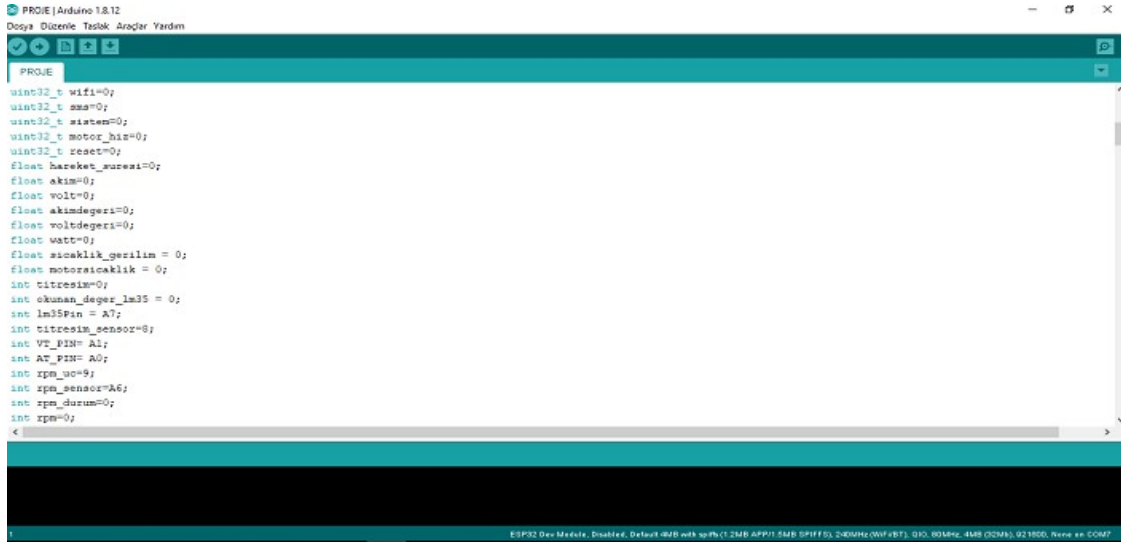 PROJE | Arduino 1.8.12
Dosya Düzenle Taslak Araçlar Yardım
PROJE
uint32_t wifi=0;
uint32_t sms=0;
uint32_t sistem=0;
uint32_t motor_hiz=0;
uint32_t reset=0;
float hareket_suresi=0;
float akim=0;
float volt=0;
float akimdegeri=0;
float voltdegeri=0;
float watt=0;
float sicaklik_gerilim = 0;
float motorsicaklik = 0;
int titresim=0;
int okunan_deger_lm35 = 0;
int lm35Pin = A7;
int titresim_sensor=8;
int VT_PIN= A1;
int AT_PIN= A0;
int rpm_uc=9;
int rpm_sensor=A6;
int rpm_durum=0;
int rpm=0;
1
ESP32 Dev Module, Disabled, Default 4MB with spiffs (1.2MB APP/1.5MB SPIFFS), 240MHz (WiFi/BT), QIO, 80MHz, 4MB (32Mb), 921600, None on COM7